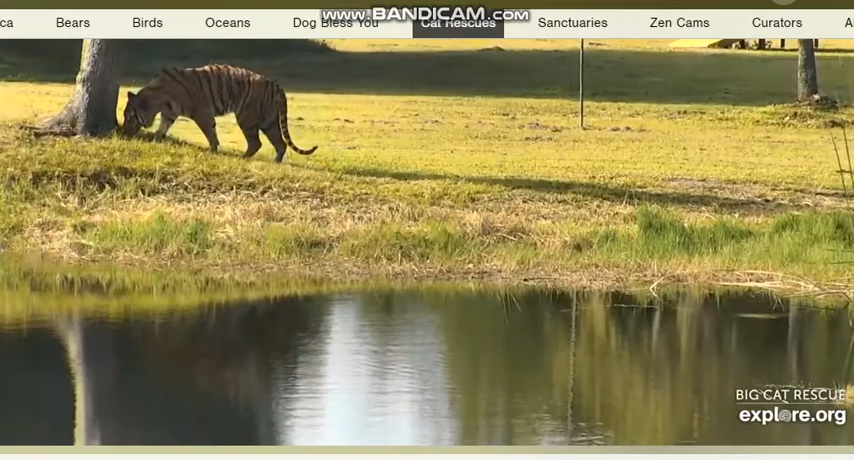 www.BANDICAM.com
ca Bears Birds Oceans Dog Bless You Cat Rescues Sanctuaries Zen Cams Curators A
BIG CAT RESCUE
explore.org